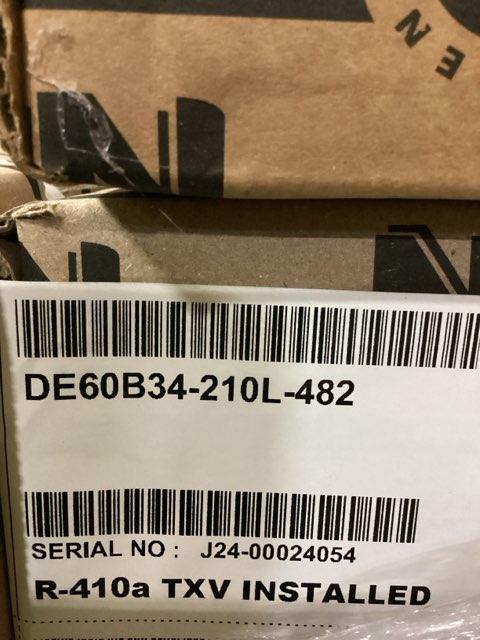 DE60B34-210L-482
SERIAL NO : J24-00024054
R-410a TXV INSTALLED